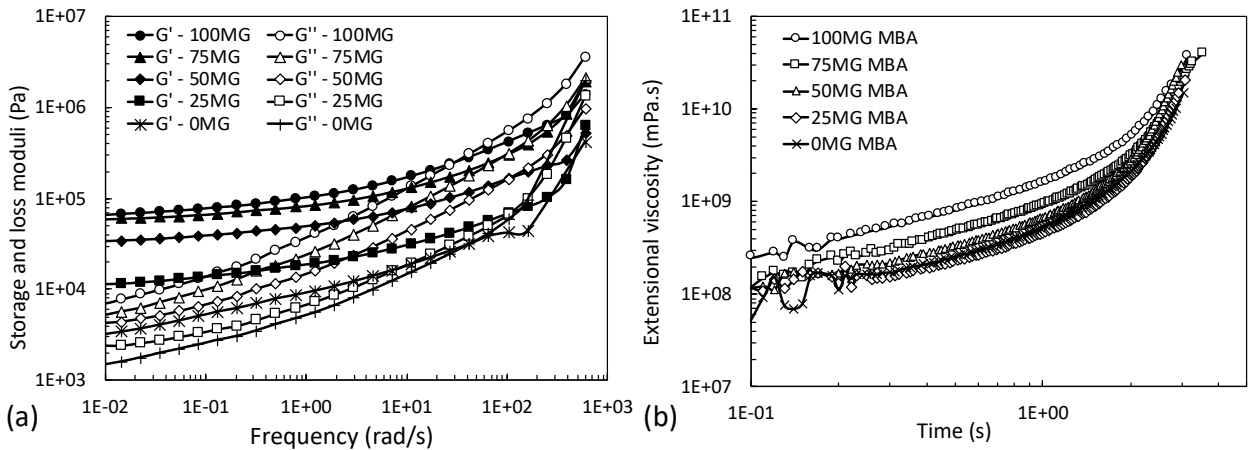 1E+07
1E+06
1E+05
1E+04
1E+03
Storage and loss moduli (Pa)
G' - 100MG
G'' - 100MG
G' - 75MG
G'' - 75MG
G' - 50MG
G'' - 50MG
G' - 25MG
G'' - 25MG
G' - 0MG
G'' - 0MG
1E-02
1E-01
1E+00
1E+01
1E+02
1E+03
(a)
Frequency (rad/s)
1E+11
1E+10
1E+09
1E+08
1E+07
Extensional viscosity (mPa.s)
100MG MBA
75MG MBA
50MG MBA
25MG MBA
0MG MBA
1E-01
1E+00
(b)
Time (s)